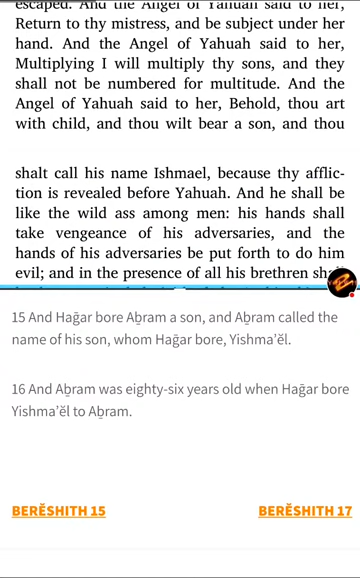 escaped. And the Angel of Yahuah said to her,
Return to thy mistress, and be subject under her
hand. And the Angel of Yahuah said to her,
Multiplying I will multiply thy sons, and they
shall not be numbered for multitude. And the
Angel of Yahuah said to her, Behold, thou art
with child, and thou wilt bear a son, and thou
shalt call his name Ishmael, because thy afflic-
tion is revealed before Yahuah. And he shall be
like the wild ass among men: his hands shall
take vengeance of his adversaries, and the
hands of his adversaries be put forth to do him
evil; and in the presence of all his brethren
15 And Haḡar bore Aḇram a son, and Aḇram called the
name of his son, whom Haḡar bore, Yishma’ĕl.
16 And Aḇram was eighty-six years old when Haḡar bore
Yishma’ĕl to Aḇram.
BERĔSHITH 15
BERĔSHITH 17